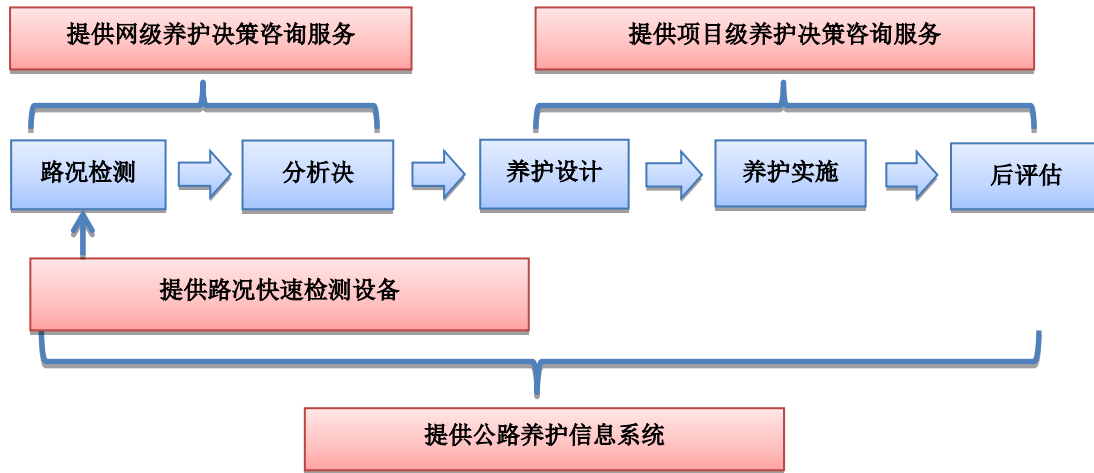 提供网级养护决策咨询服务
提供项目级养护决策咨询服务
路况检测
分析决
养护设计
养护实施
后评估
提供路况快速检测设备
提供公路养护信息系统